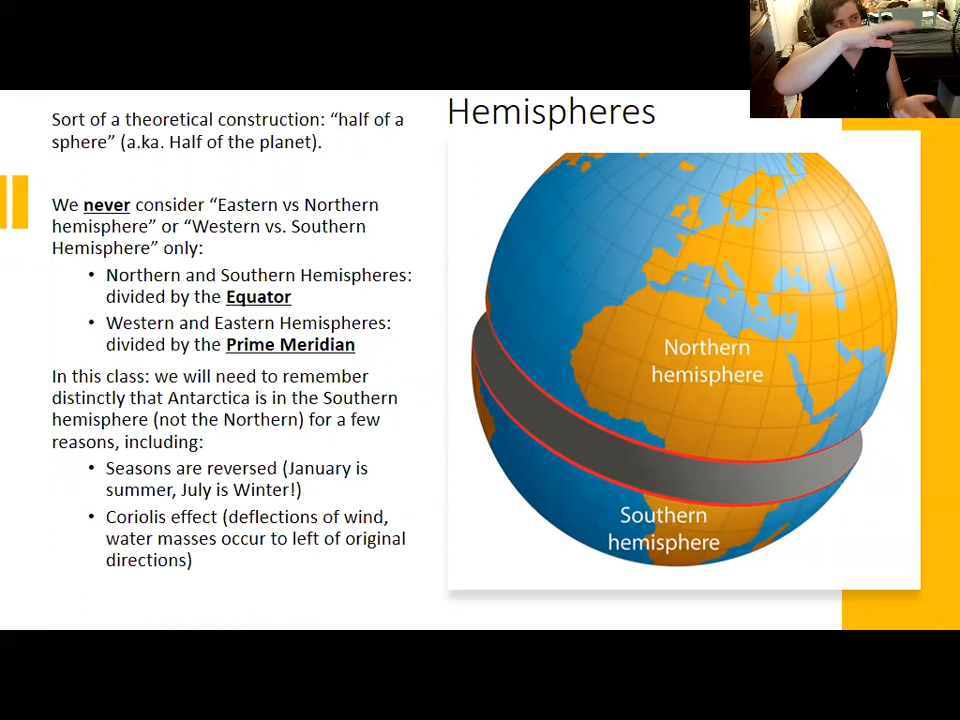 Hemispheres
Sort of a theoretical construction: “half of a
sphere” (a.ka. Half of the planet).
We never consider “Eastern vs Northern
hemisphere” or “Western vs. Southern
Hemisphere” only:
• Northern and Southern Hemispheres:
divided by the Equator
• Western and Eastern Hemispheres:
divided by the Prime Meridian
In this class: we will need to remember
distinctly that Antarctica is in the Southern
hemisphere (not the Northern) for a few
reasons, including:
• Seasons are reversed (January is
summer, July is Winter!)
• Coriolis effect (deflections of wind,
water masses occur to left of original
directions)
Northern
hemisphere
Southern
hemisphere